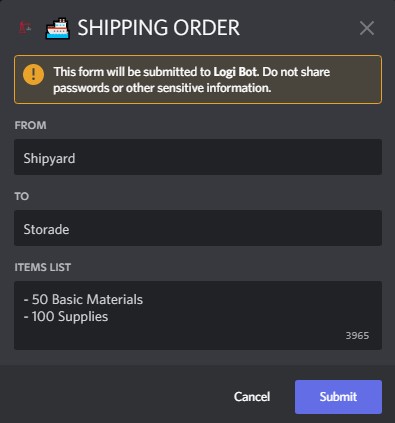 SHIPPING ORDER
This form will be submitted to Logi Bot. Do not share
passwords or other sensitive information.
FROM
Shipyard
TO
Storade
ITEMS LIST
- 50 Basic Materials
- 100 Supplies
3965
Cancel
Submit